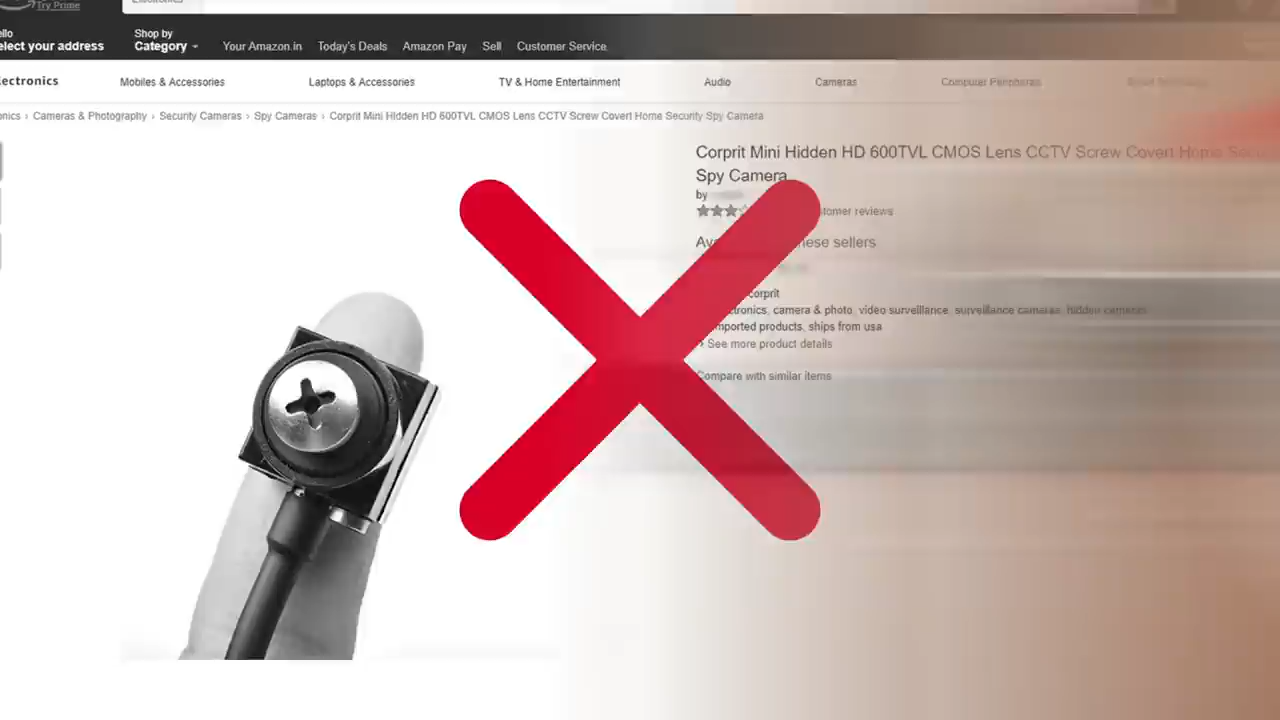 Try Prime
Electronics
ello
elect your address
Shop by
Category
Your Amazon.in Today's Deals Amazon Pay Sell Customer Service
lectronics Mobiles & Accessories Laptops & Accessories TV & Home Entertainment Audio Cameras Computer Peripherals
onics › Cameras & Photography › Security Cameras › Spy Cameras › Corprit Mini Hidden HD 600TVL CMOS Lens CCTV Screw Covert Home Security Spy Camera
Corprit Mini Hidden HD 600TVL CMOS Lens CCTV Screw Covert Home
Spy Camera
by
tomer reviews
Av hese sellers
corprit
ctronics, camera & photo, video surveillance, surveillance cameras, hidden cameras
mported products, ships from usa
› See more product details
Compare with similar items